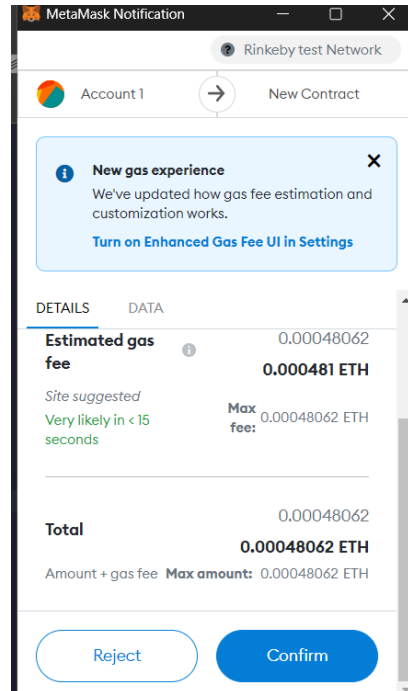 MetaMask Notification
Rinkeby test Network
Account 1
New Contract
New gas experience
We've updated how gas fee estimation and
customization works.
Turn on Enhanced Gas Fee UI in Settings
DETAILS DATA
Estimated gas
fee
0.00048062
0.000481 ETH
Site suggested
Very likely in < 15
seconds
Max
fee:
0.00048062 ETH
Total
0.00048062
0.00048062 ETH
Amount + gas fee Max amount: 0.00048062 ETH
Reject
Confirm